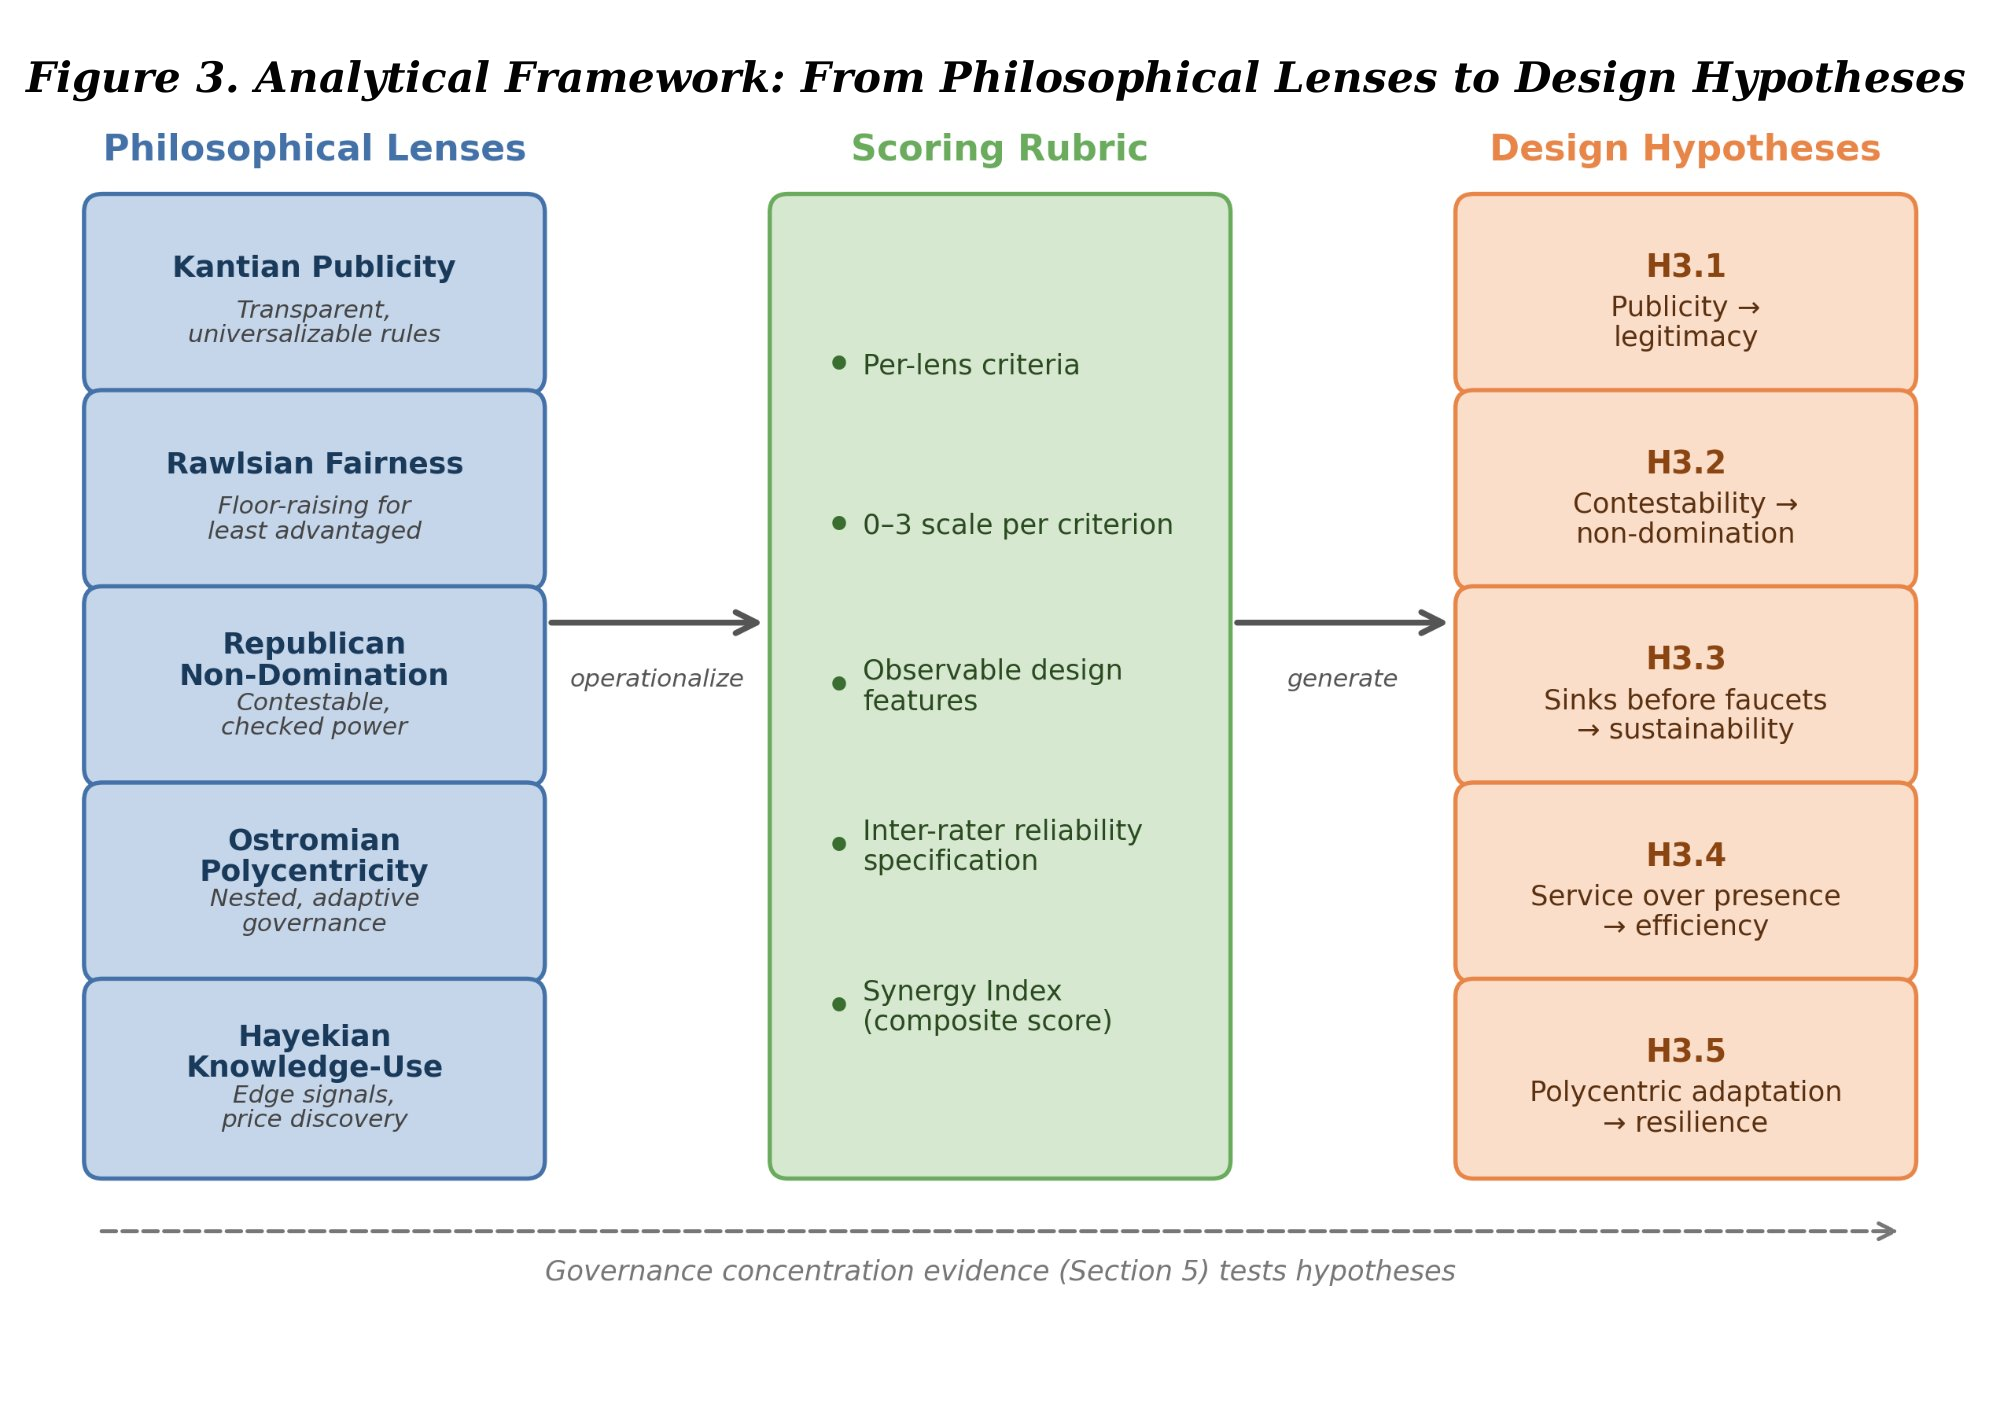 Figure 3. Analytical Framework: From Philosophical Lenses to Design Hypotheses
Philosophical Lenses
Kantian Publicity
Transparent,
universalizable rules
Rawlsian Fairness
Floor-raising for
least advantaged
Republican
Non-Domination
Contestable,
checked power
Ostromian
Polycentricity
Nested, adaptive
governance
Hayekian
Knowledge-Use
Edge signals,
price discovery
operationalize
Scoring Rubric
• Per-lens criteria
• 0–3 scale per criterion
• Observable design
features
• Inter-rater reliability
specification
• Synergy Index
(composite score)
generate
Design Hypotheses
H3.1
Publicity →
legitimacy
H3.2
Contestability →
non-domination
H3.3
Sinks before faucets
→ sustainability
H3.4
Service over presence
→ efficiency
H3.5
Polycentric adaptation
→ resilience
Governance concentration evidence (Section 5) tests hypotheses